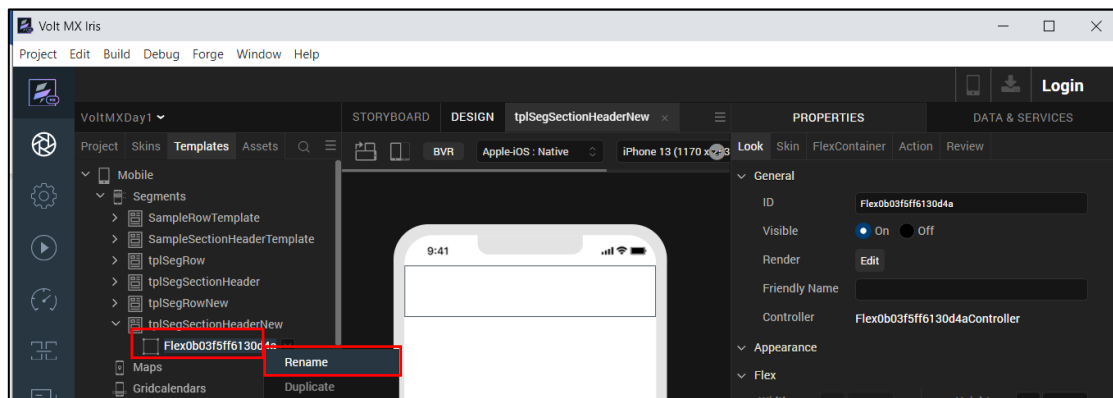 Volt MX Iris
Project Edit Build Debug Forge Window Help
Login
VoltMXDay1
STORYBOARD DESIGN tplSegSectionHeaderNew ×
PROPERTIES DATA & SERVICES
Project Skins Templates Assets
BVR Apple-iOS : Native iPhone 13 (1170 x
Look Skin FlexContainer Action Review
Mobile
Segments
SampleRowTemplate
SampleSectionHeaderTemplate
tplSegRow
tplSegSectionHeader
tplSegRowNew
tplSegSectionHeaderNew
Flex0b03f5ff6130d4a
Maps
Gridcalendars
Rename
Duplicate
9:41
General
ID Flex0b03f5ff6130d4a
Visible On Off
Render Edit
Friendly Name
Controller Flex0b03f5ff6130d4aController
Appearance
Flex